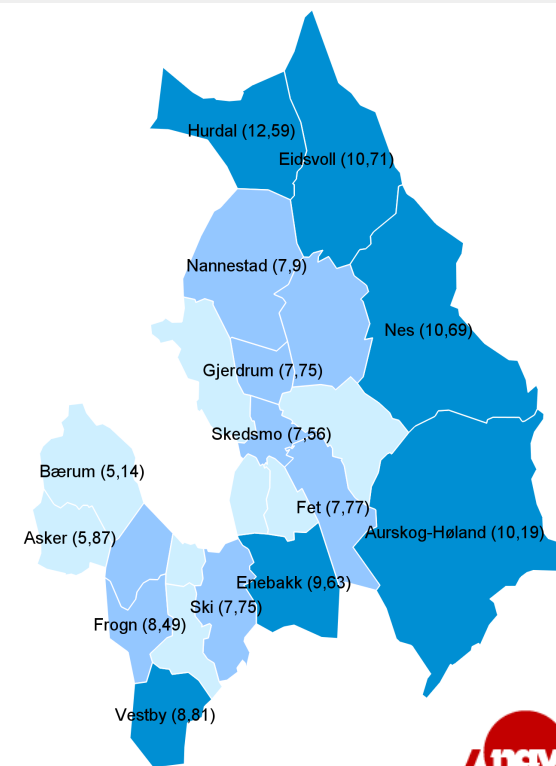 Hurdal (12,59)
Eidsvoll (10,71)
Nannestad (7,9)
Nes (10,69)
Gjerdrum (7,75)
Skedsmo (7,56)
Bærum (5,14)
Fet (7,77)
Aurskog-Høland (10,19)
Asker (5,87)
Enebakk (9,63)
Ski (7,75)
Frogn (8,49)
Vestby (8,81)